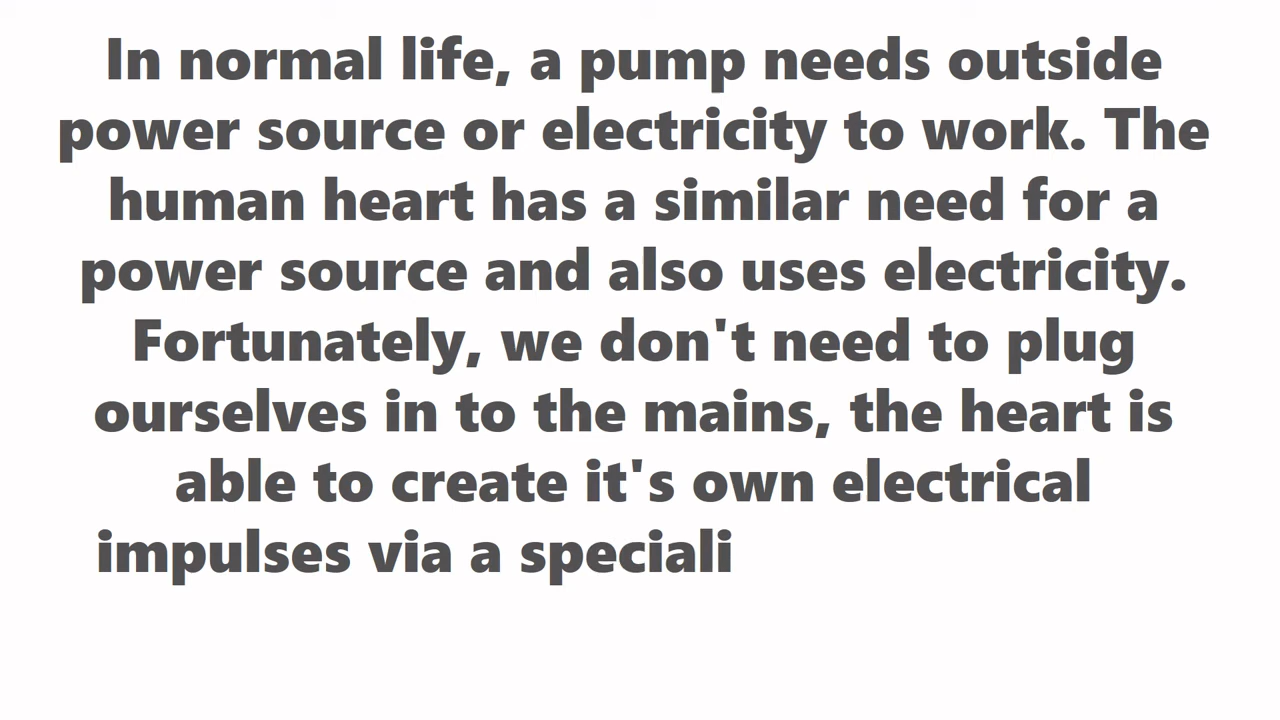 In normal life, a pump needs outside
power source or electricity to work. The
human heart has a similar need for a
power source and also uses electricity.
Fortunately, we don't need to plug
ourselves in to the mains, the heart is
able to create it's own electrical
impulses via a speciali